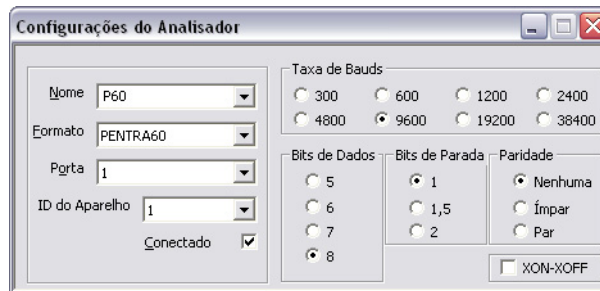 Configurações do Analisador
Nome P60
Formato PENTRA60
Porta 1
ID do Aparelho 1
Conectado
Taxa de Bauds
300 600 1200 2400
4800 9600 19200 38400
Bits de Dados
5
6
7
8
Bits de Parada
1
1,5
2
Paridade
Nenhuma
Ímpar
Par
XON-XOFF